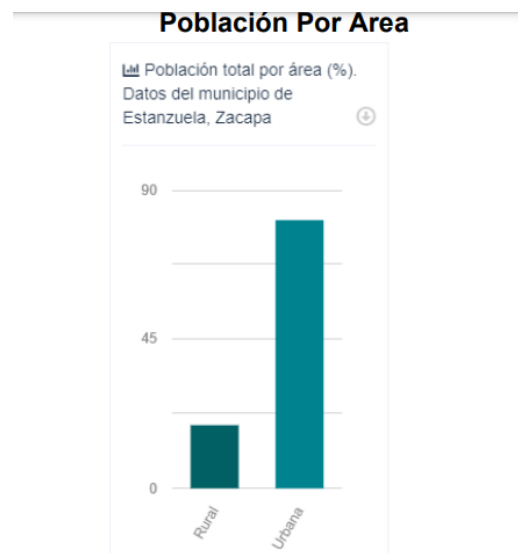 Población Por Area
Población total por área (%).
Datos del municipio de
Estanzuela, Zacapa
90
45
0
Rural
Urbana